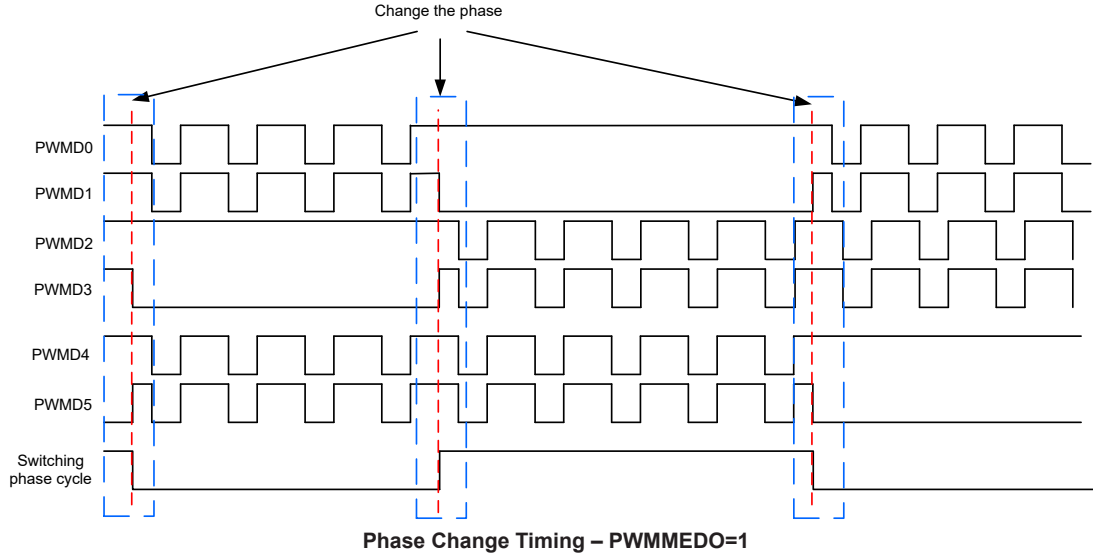 Change the phase
PWMD0
PWMD1
PWMD2
PWMD3
PWMD4
PWMD5
Switching
phase cycle
Phase Change Timing – PWMMEDO=1